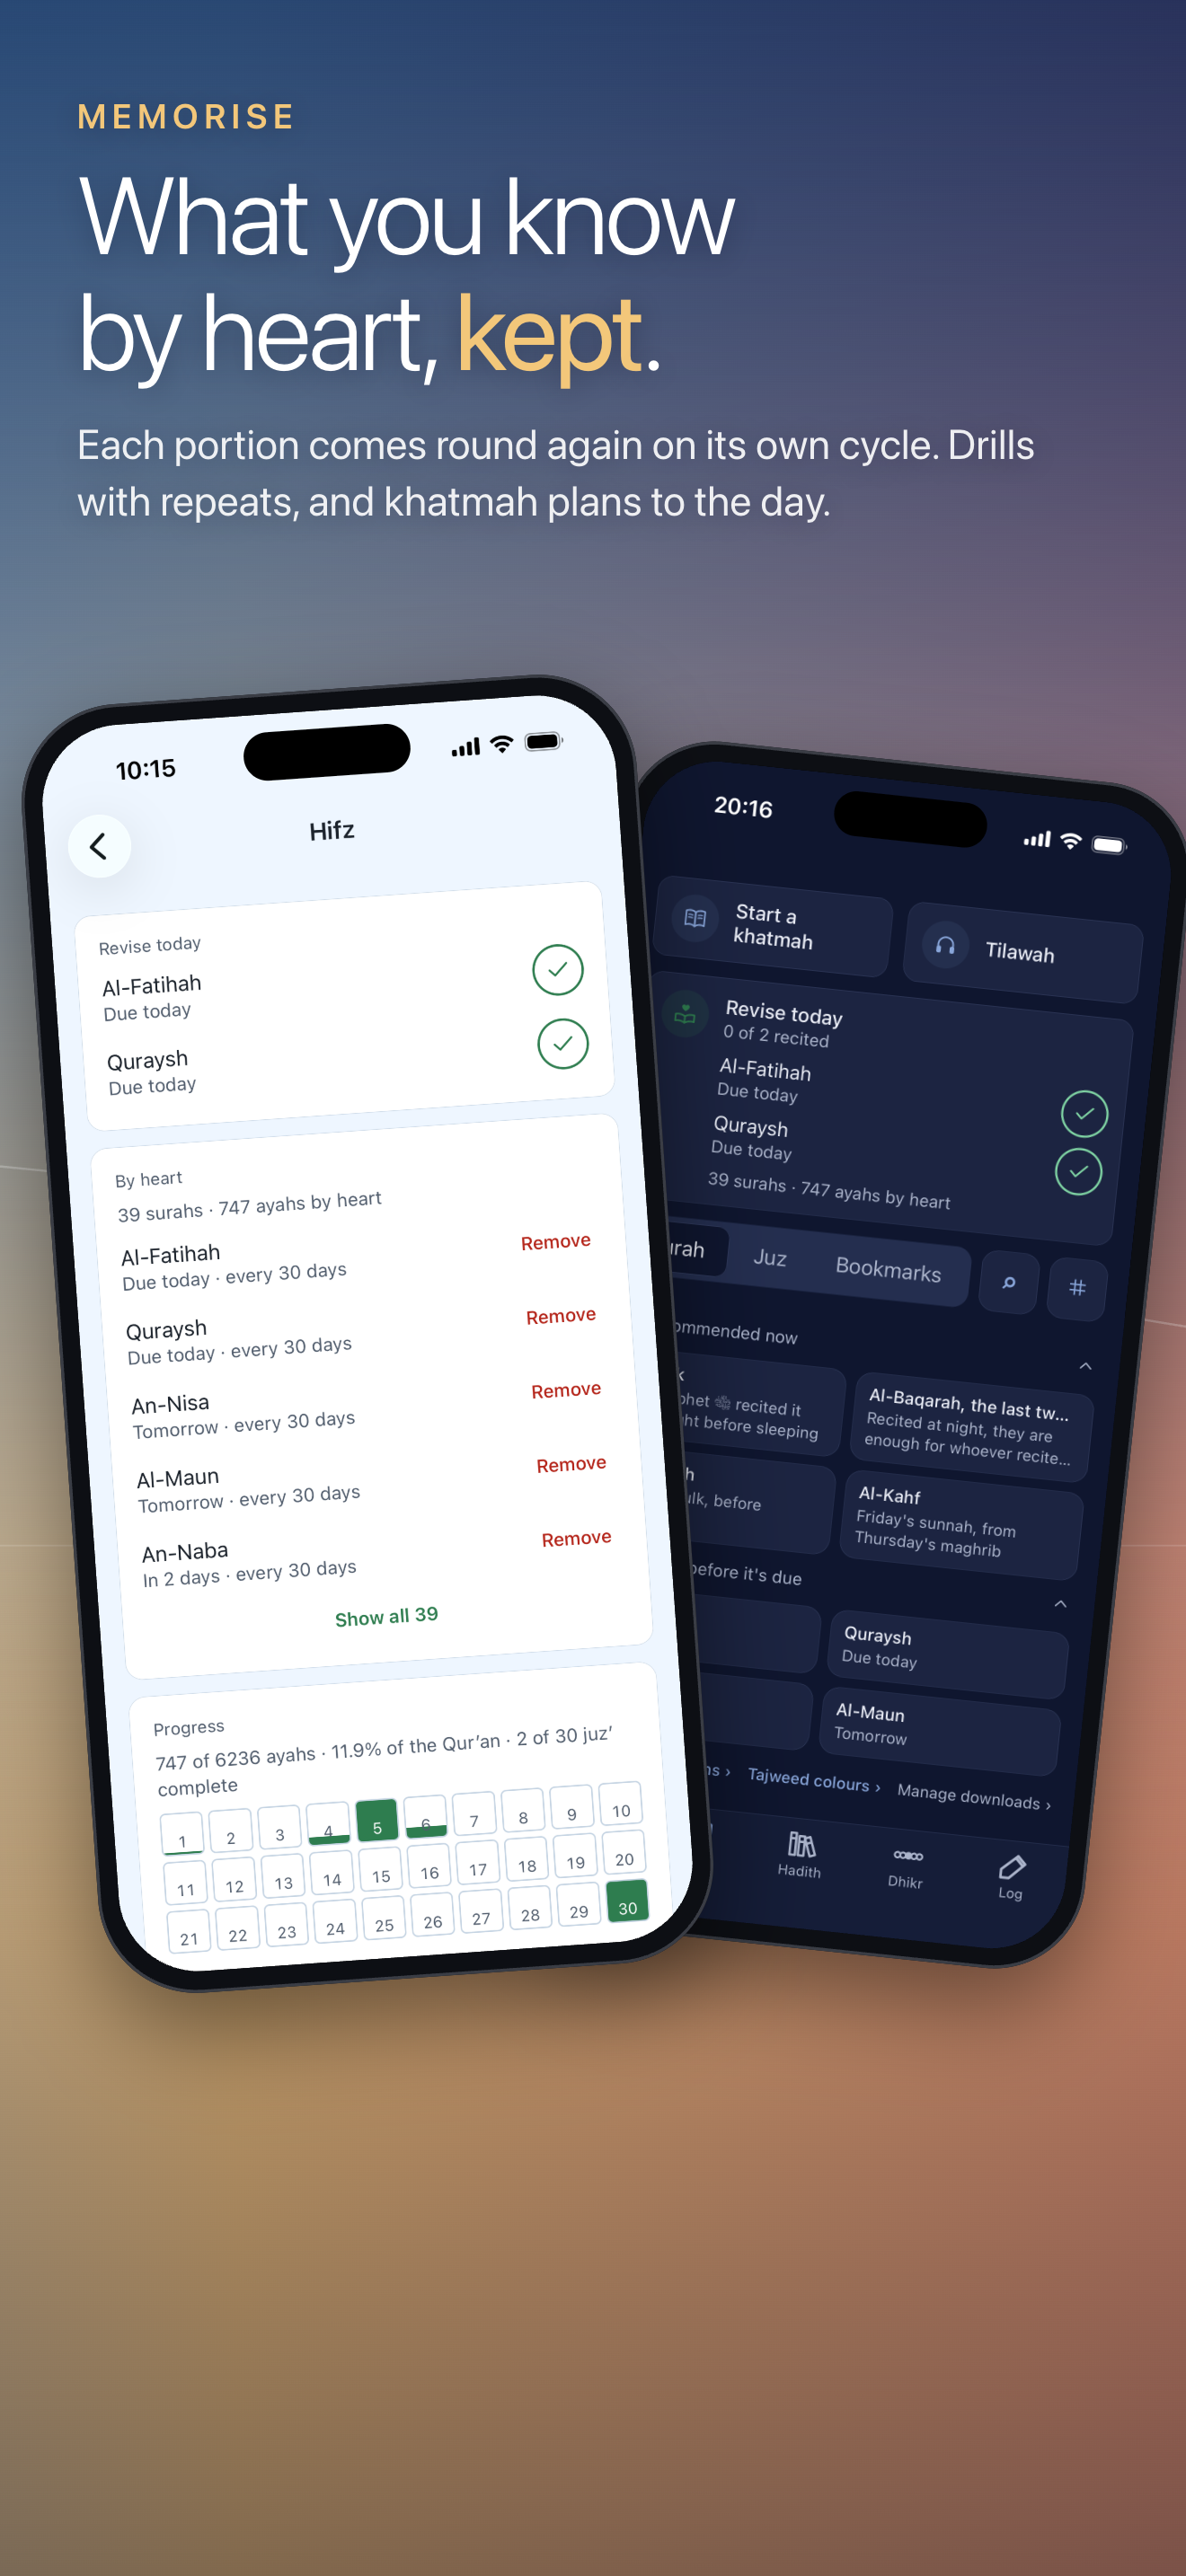 MEMORISE
What you know
by heart, kept.
Each portion comes round again on its own cycle. Drills
with repeats, and khatmah plans to the day.
10:15
Hifz
Revise today
Al-Fatihah
Due today
Quraysh
Due today
By heart
39 surahs · 747 ayahs by heart
Al-Fatihah
Due today · every 30 days
Remove
Quraysh
Due today · every 30 days
Remove
An-Nisa
Tomorrow · every 30 days
Remove
Al-Maun
Tomorrow · every 30 days
Remove
An-Naba
In 2 days · every 30 days
Remove
Show all 39
Progress
747 of 6236 ayahs · 11.9% of the Qur’an · 2 of 30 juz’
complete
1 2 3 4 5 6 7 8 9 10
11 12 13 14 15 16 17 18 19 20
21 22 23 24 25 26 27 28 29 30
20:16
Start a
khatmah
Tilawah
Revise today
0 of 2 recited
Al-Fatihah
Due today
Quraysh
Due today
39 surahs · 747 ayahs by heart
Juz
Bookmarks
now
ﷺ recited it
before sleeping
Al-Baqarah, the last tw...
Recited at night, they are
enough for whoever recite...
before
Al-Kahf
Friday's sunnah, from
Thursday's maghrib
before it's due
Quraysh
Due today
Al-Maun
Tomorrow
Tajweed colours ›
Manage downloads ›
Hadith
Dhikr
Log